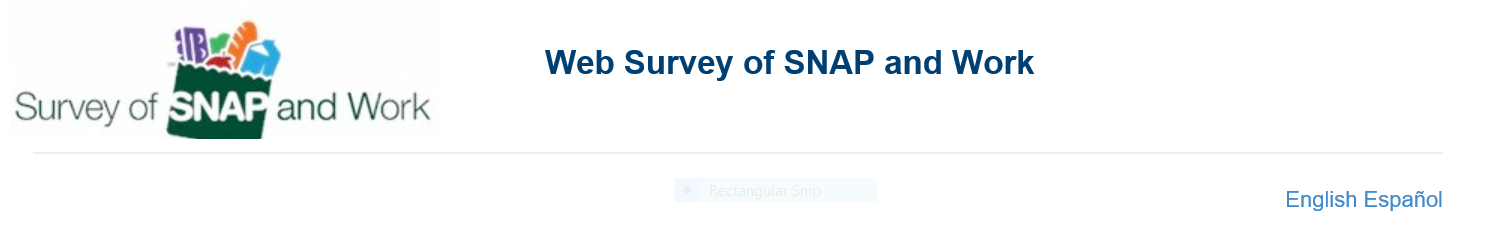 Web Survey of SNAP and Work
Survey of SNAP and Work
Rectangular Snip
English Español